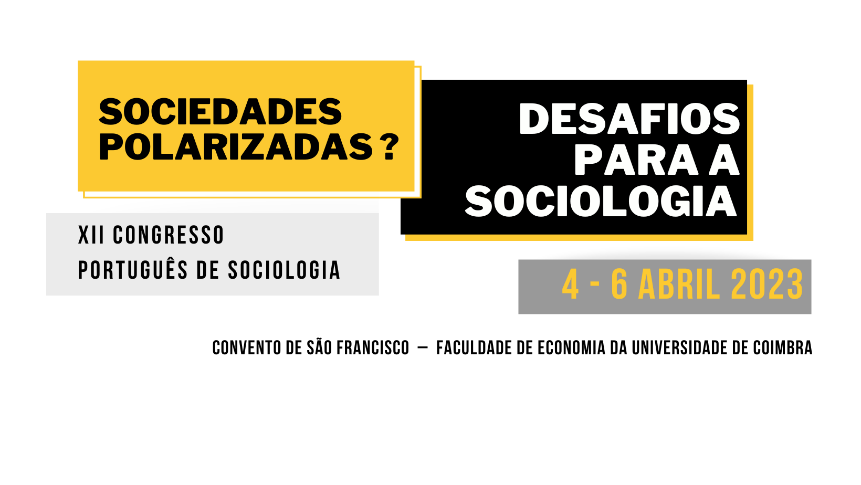 SOCIEDADES
POLARIZADAS ?
DESAFIOS
PARA A
SOCIOLOGIA
XII CONGRESSO
PORTUGUÊS DE SOCIOLOGIA
4 - 6 ABRIL 2023
CONVENTO DE SÃO FRANCISCO — FACULDADE DE ECONOMIA DA UNIVERSIDADE DE COIMBRA